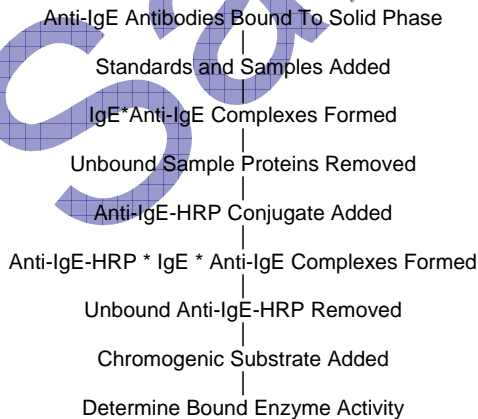 Anti-IgE Antibodies Bound To Solid Phase
Standards and Samples Added
IgE*Anti-IgE Complexes Formed
Unbound Sample Proteins Removed
Anti-IgE-HRP Conjugate Added
Anti-IgE-HRP * IgE * Anti-IgE Complexes Formed
Unbound Anti-IgE-HRP Removed
Chromogenic Substrate Added
Determine Bound Enzyme Activity